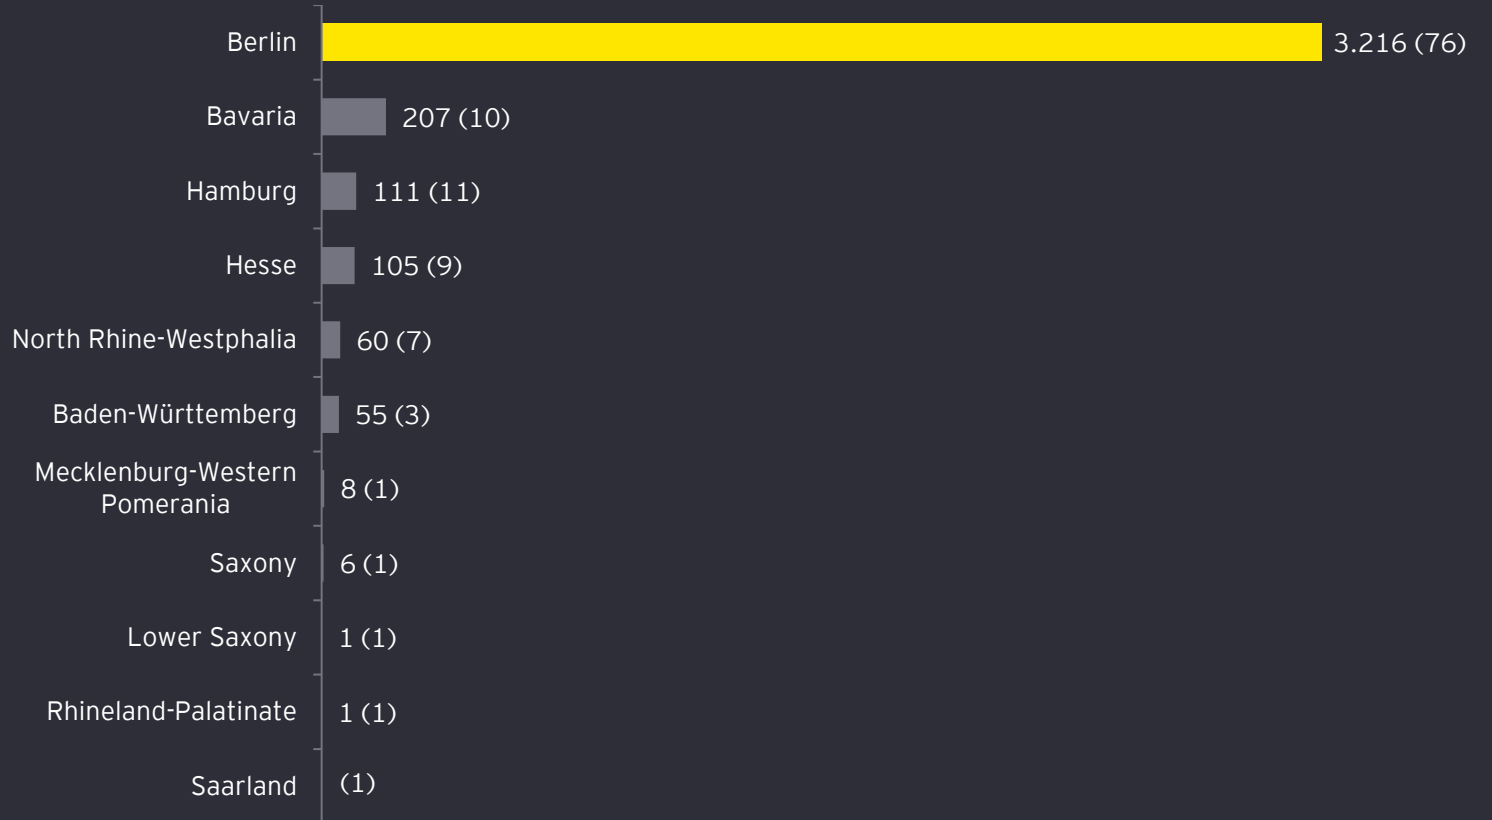 Berlin 3.216 (76)
Bavaria 207 (10)
Hamburg 111 (11)
Hesse 105 (9)
North Rhine-Westphalia 60 (7)
Baden-Württemberg 55 (3)
Mecklenburg-Western
Pomerania 8 (1)
Saxony 6 (1)
Lower Saxony 1 (1)
Rhineland-Palatinate 1 (1)
Saarland (1)